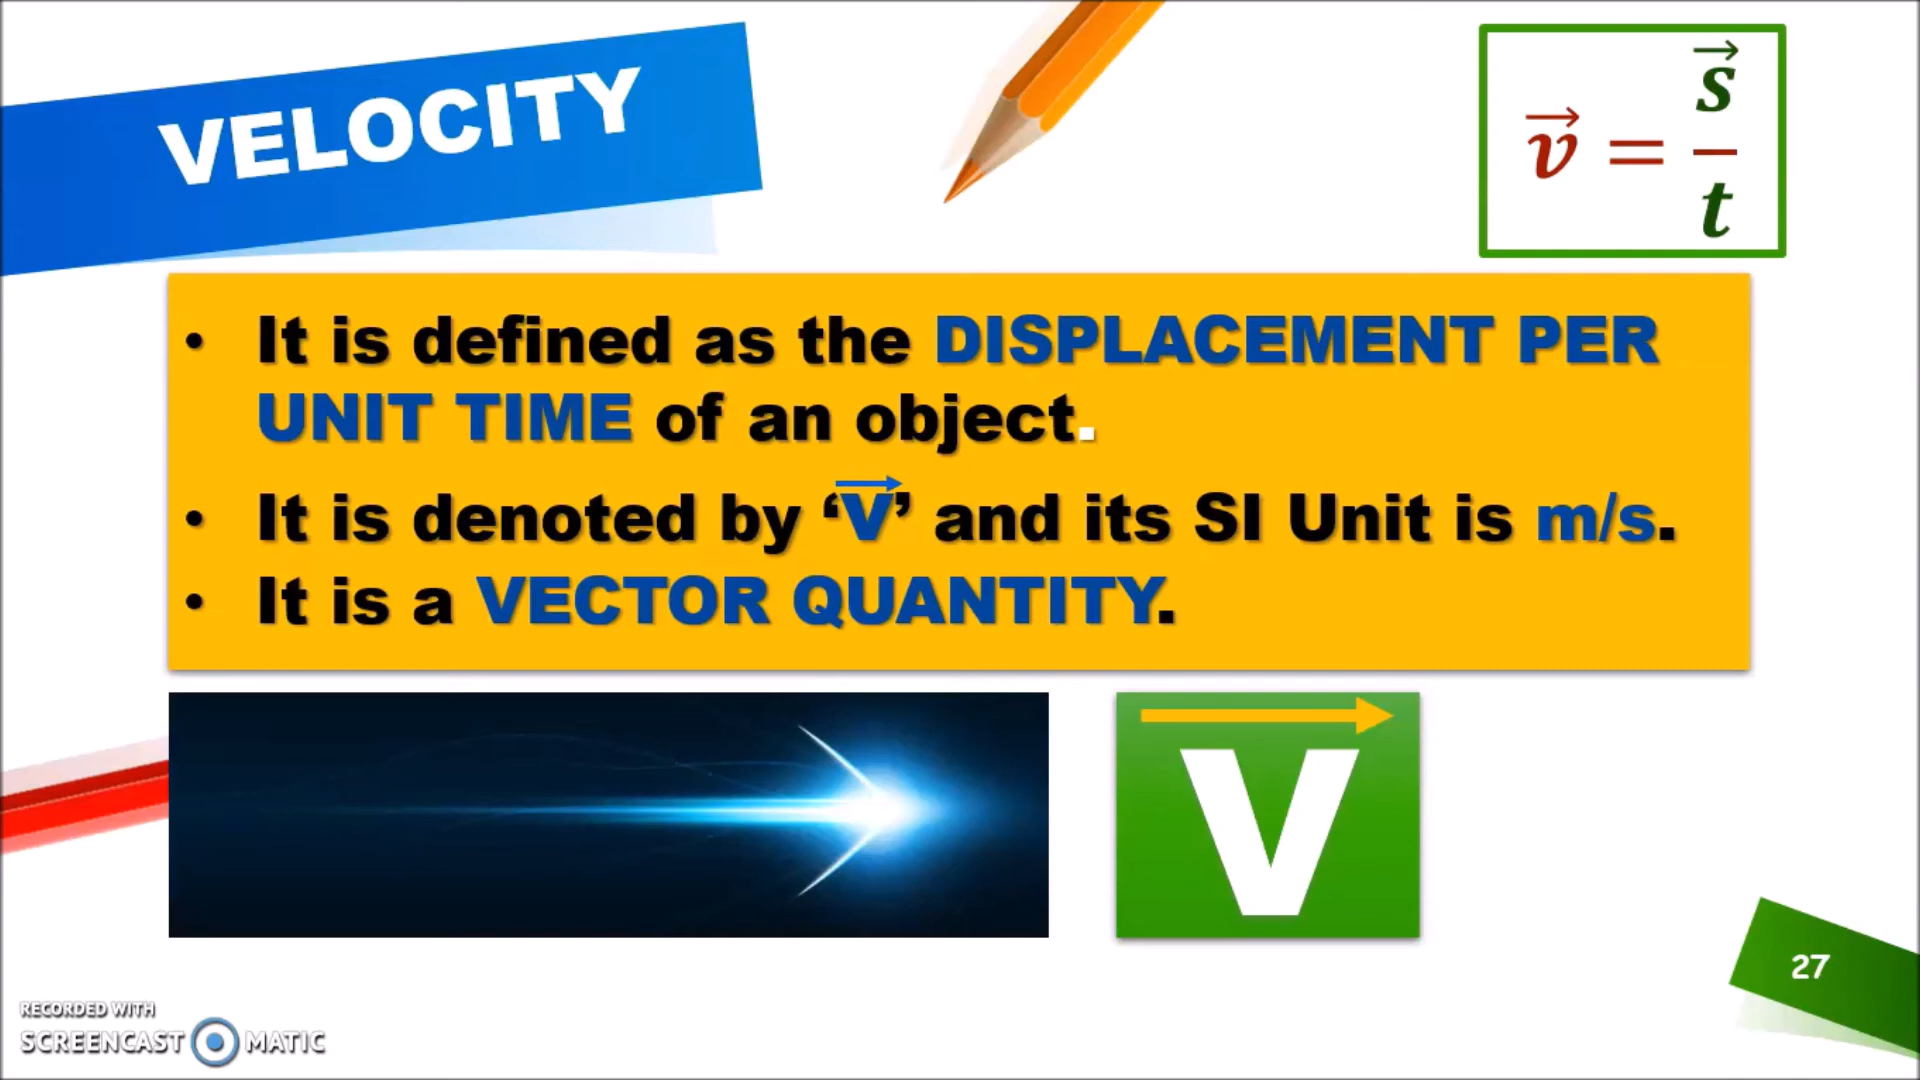 VELOCITY
v⃗ = s⃗ / t
• It is defined as the DISPLACEMENT PER
UNIT TIME of an object.
• It is denoted by ‘V⃗’ and its SI Unit is m/s.
• It is a VECTOR QUANTITY.
V⃗
27
RECORDED WITH
SCREENCAST MATIC